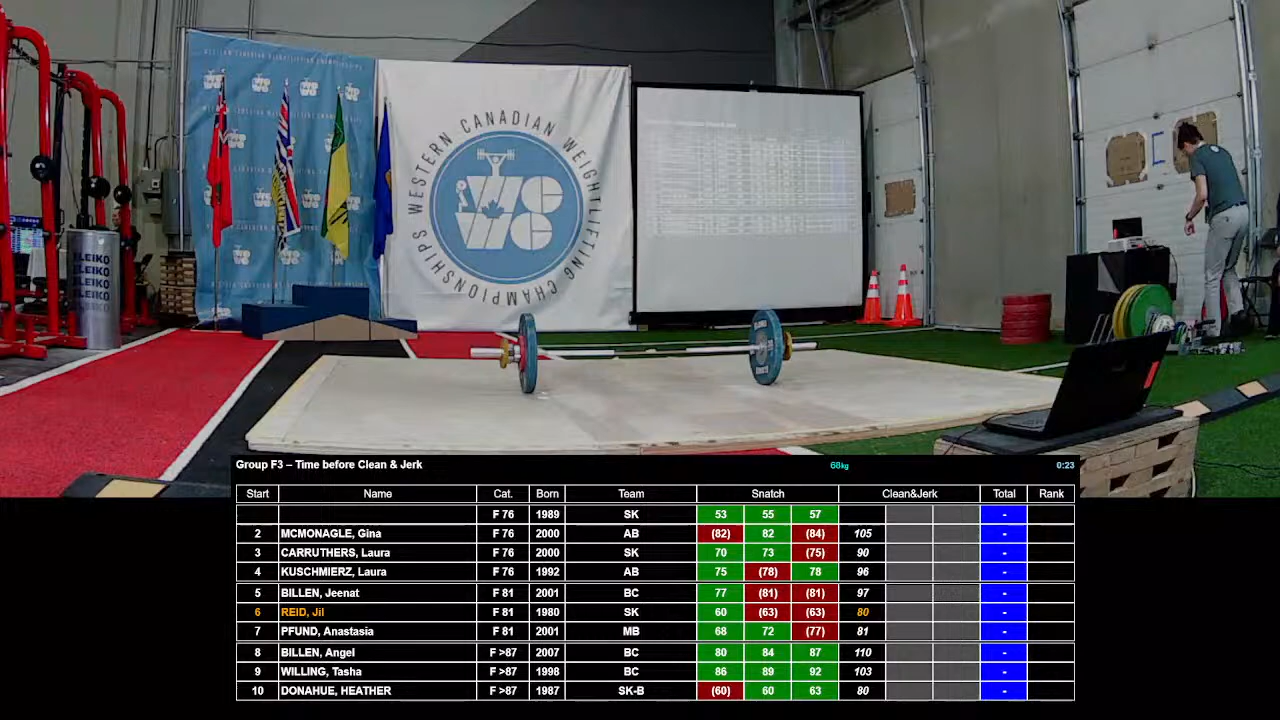 WESTERN CANADIAN WEIGHTLIFTING CHAMPIONSHIPS
WC
WC
ELEIKO
ELEIKO
ELEIKO
ELEIKO
Group F3 – Time before Clean & Jerk 68kg 0:23
Start Name Cat. Born Team Snatch Clean&Jerk Total Rank
F 76 1989 SK 53 55 57 -
2 MCMONAGLE, Gina F 76 2000 AB (82) 82 (84) 105 -
3 CARRUTHERS, Laura F 76 2000 SK 70 73 (75) 90 -
4 KUSCHMIERZ, Laura F 76 1992 AB 75 (78) 78 96 -
5 BILLEN, Jeenat F 81 2001 BC 77 (81) (81) 97 -
6 REID, Jil F 81 1980 SK 60 (63) (63) 80 -
7 PFUND, Anastasia F 81 2001 MB 68 72 (77) 81 -
8 BILLEN, Angel F >87 2007 BC 80 84 87 110 -
9 WILLING, Tasha F >87 1998 BC 86 89 92 103 -
10 DONAHUE, HEATHER F >87 1987 SK-B (60) 60 63 80 -